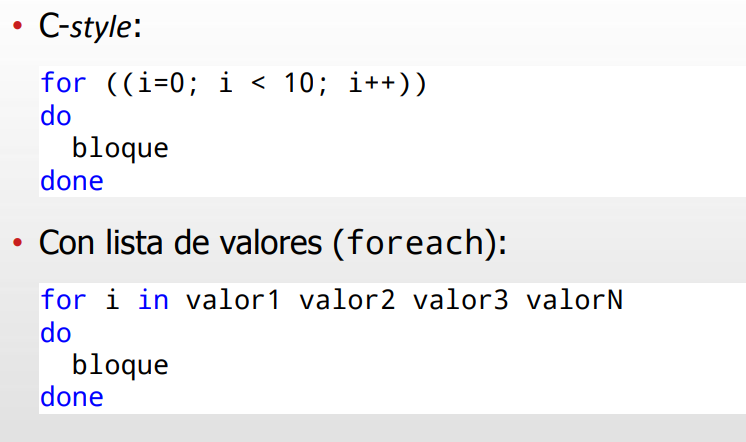 • C-style:
for ((i=0; i < 10; i++))
do
  bloque
done
• Con lista de valores (foreach):
for i in valor1 valor2 valor3 valorN
do
  bloque
done